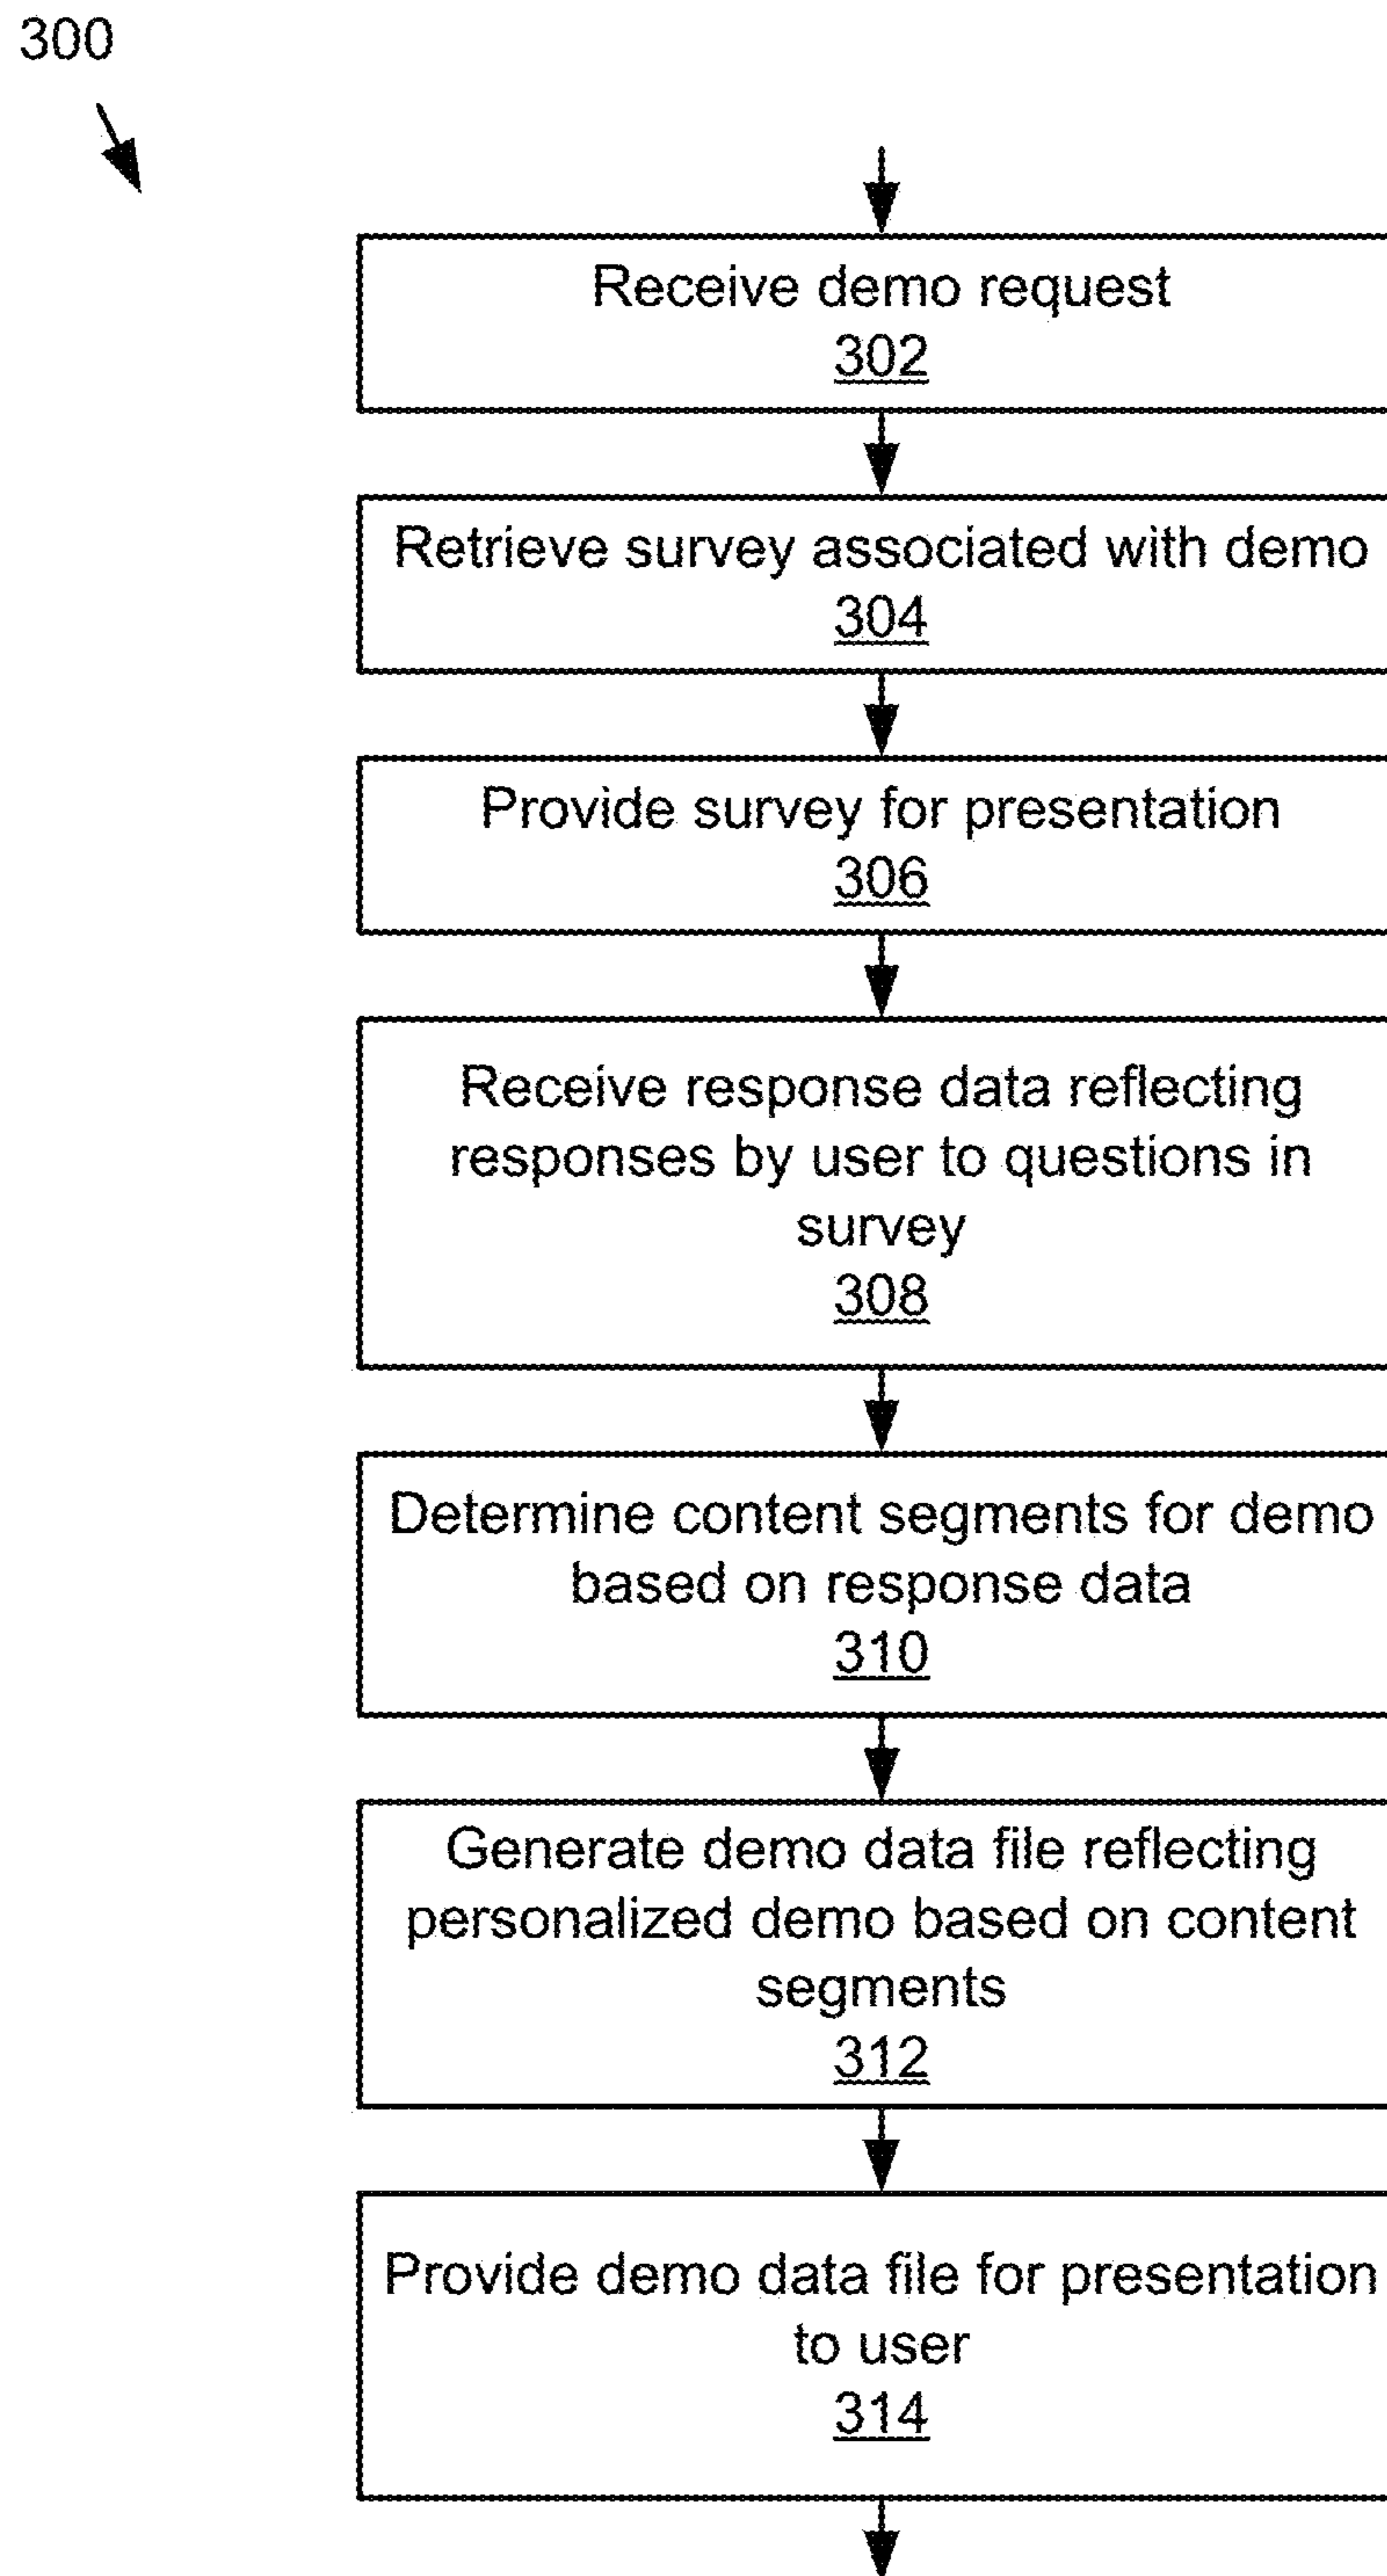 300
Receive demo request
302
Retrieve survey associated with demo
304
Provide survey for presentation
306
Receive response data reflecting
responses by user to questions in
survey
308
Determine content segments for demo
based on response data
310
Generate demo data file reflecting
personalized demo based on content
segments
312
Provide demo data file for presentation
to user
314